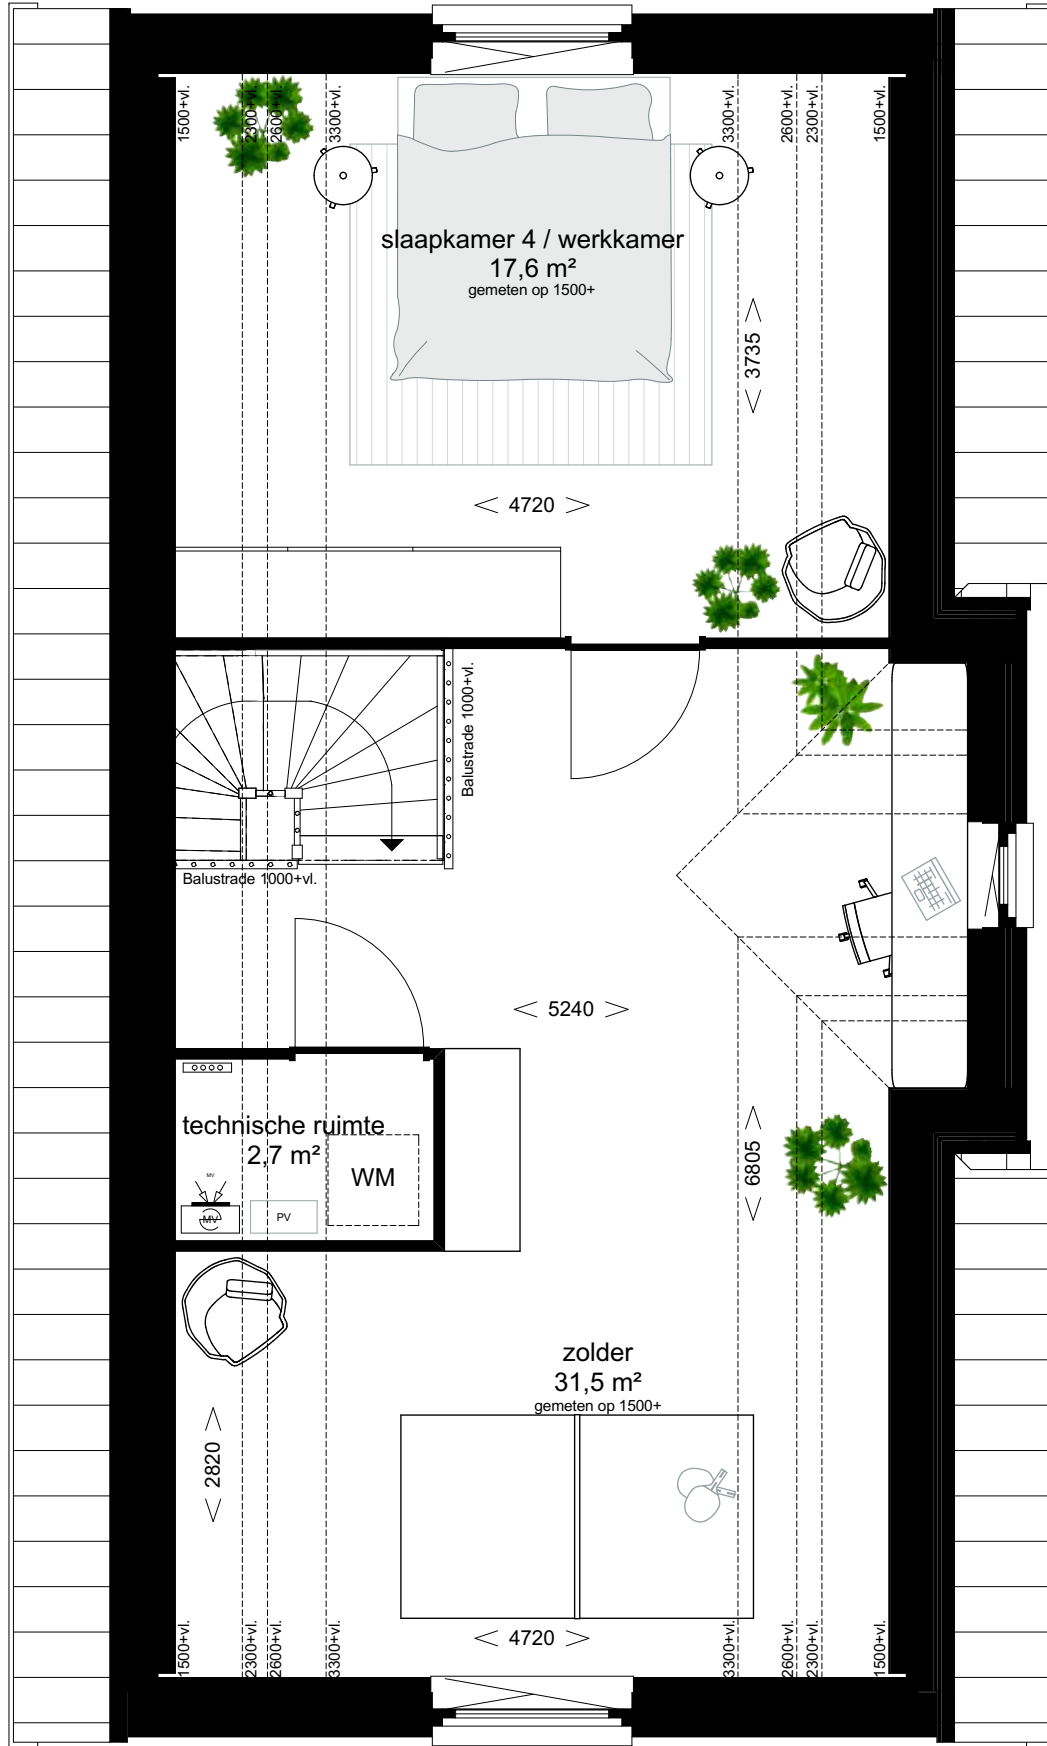 1500+vl.
2300+vl.
2600+vl.
3300+vl.
3300+vl.
2600+vl.
2300+vl.
1500+vl.
slaapkamer 4 / werkkamer
17,6 m²
gemeten op 1500+
< 3735 >
< 4720 >
Balustrade 1000+vl.
Balustrade 1000+vl.
< 5240 >
technische ruimte
2,7 m²
WM
MV
MV
PV
< 6805 >
zolder
31,5 m²
gemeten op 1500+
< 2820 >
< 4720 >
1500+vl.
2300+vl.
2600+vl.
3300+vl.
3300+vl.
2600+vl.
2300+vl.
1500+vl.